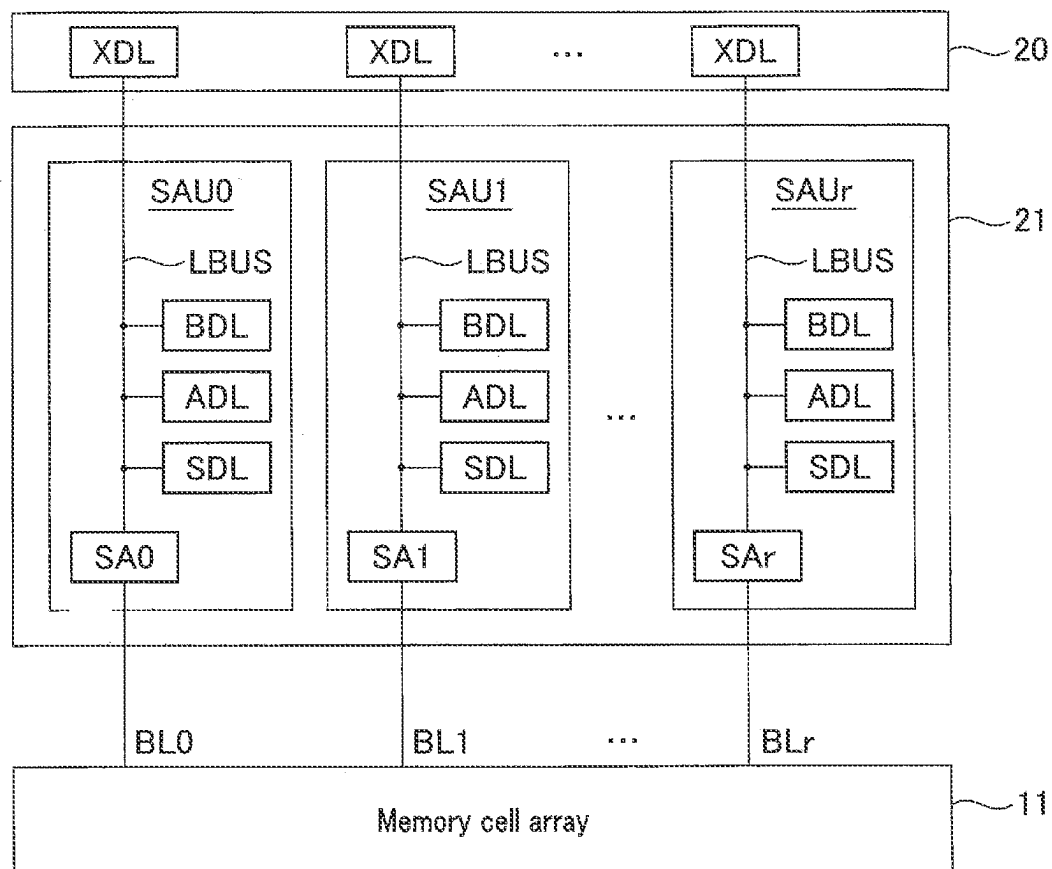 XDL XDL ... XDL 20
SAU0 SAU1 SAUr 21
LBUS LBUS LBUS
BDL BDL BDL
ADL ADL ADL
...
SDL SDL SDL
SA0 SA1 SAr
BL0 BL1 ... BLr
11
Memory cell array